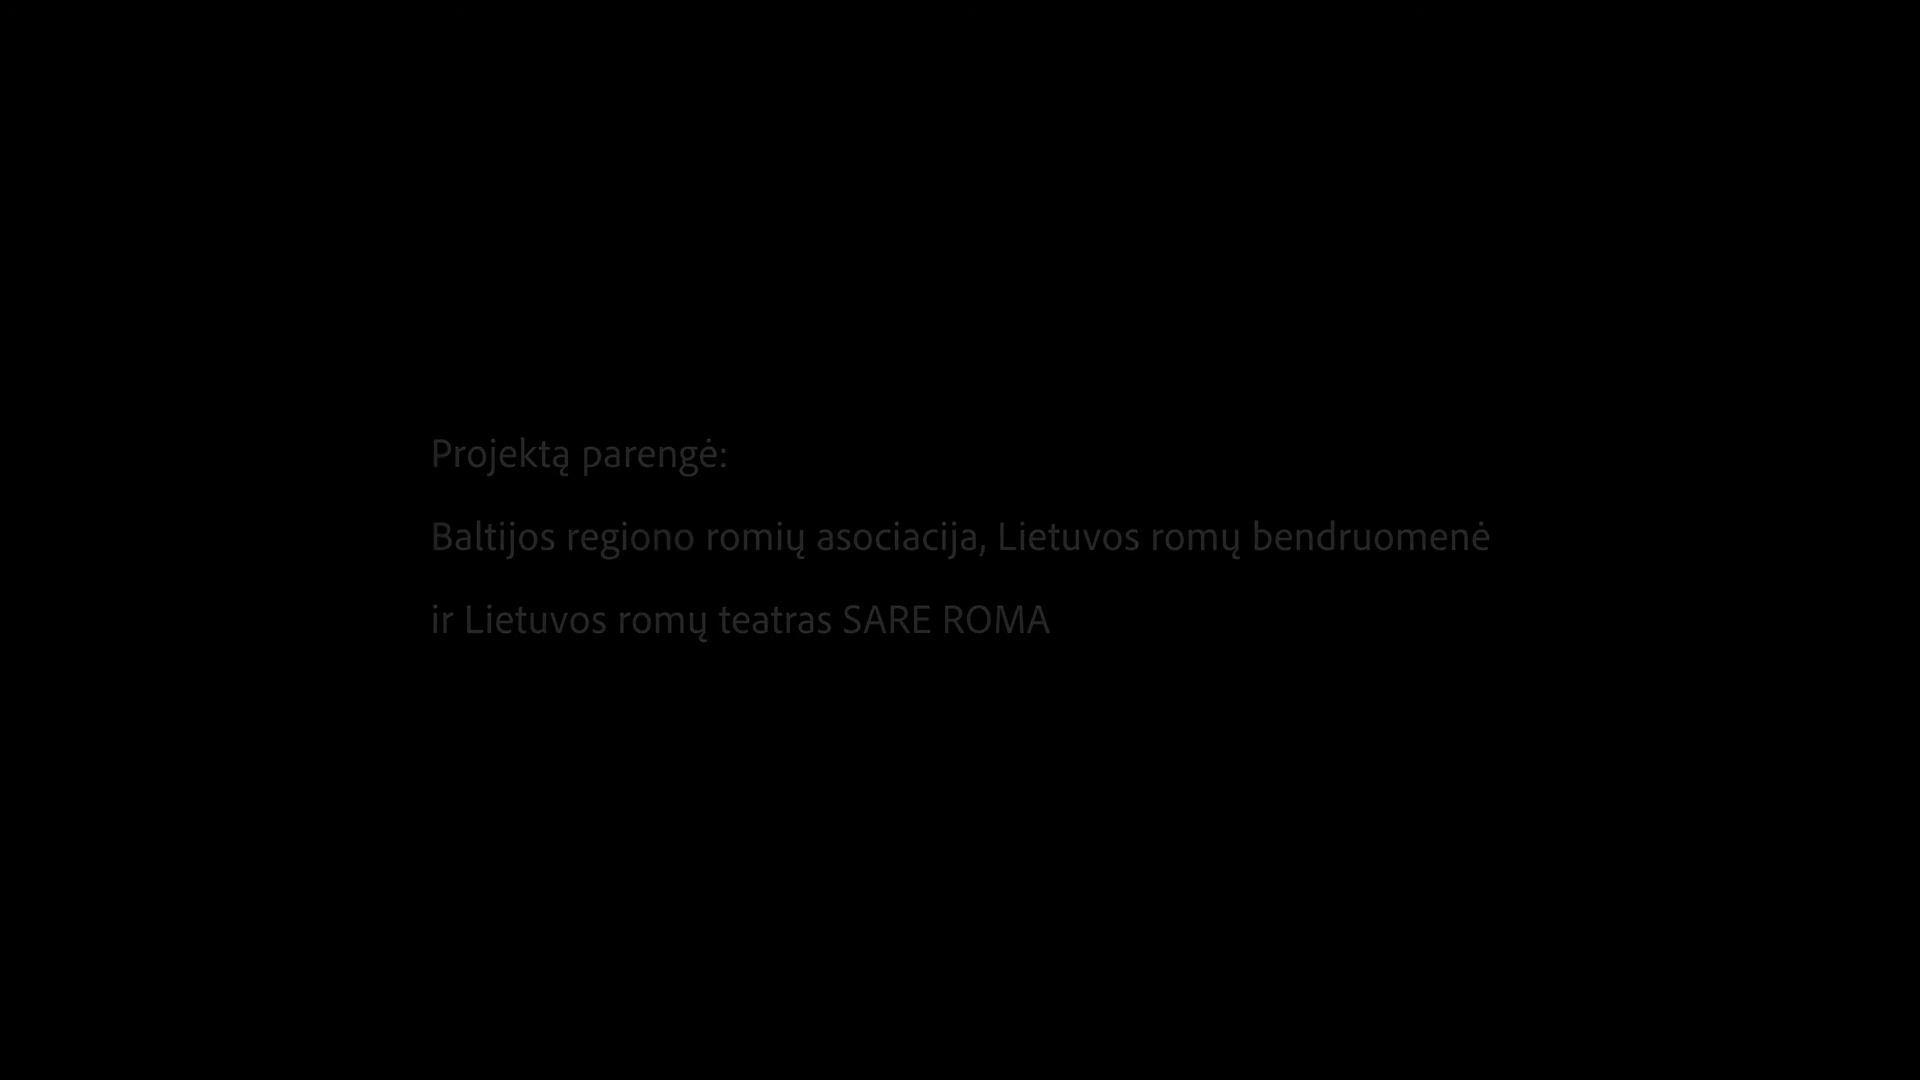 Projektą parengė:
Baltijos regiono romių asociacija, Lietuvos romų bendruomenė
ir Lietuvos romų teatras SARE ROMA